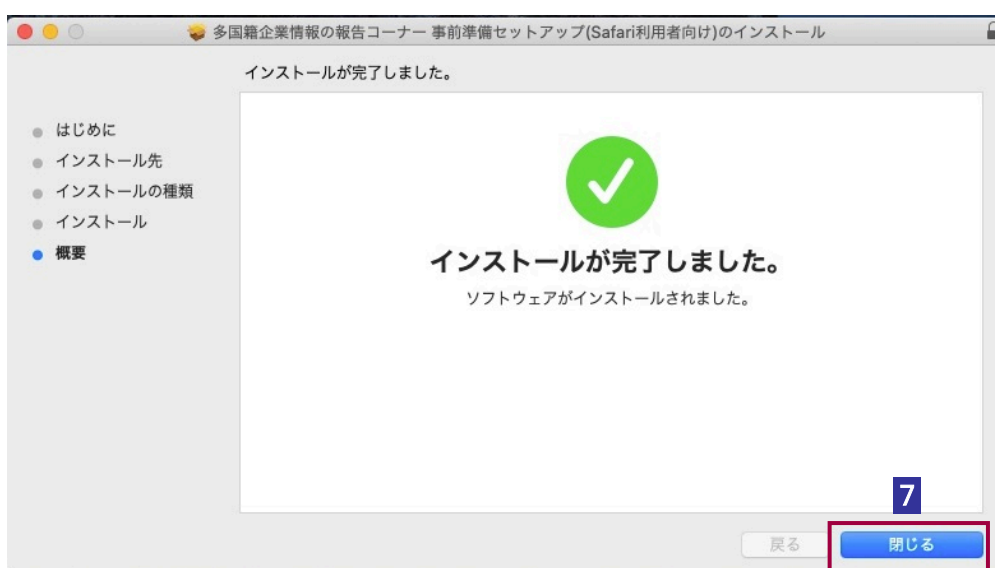 多国籍企業情報の報告コーナー 事前準備セットアップ(Safari利用者向け)のインストール
インストールが完了しました。
はじめに
インストール先
インストールの種類
インストール
概要
インストールが完了しました。
ソフトウェアがインストールされました。
7
戻る
閉じる